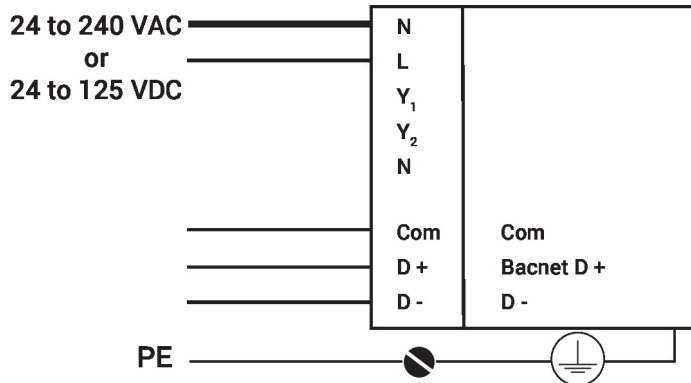 24 to 240 VAC
or
24 to 125 VDC
N
L
Y₁
Y₂
N
Com Com
D + Bacnet D +
D - D -
PE